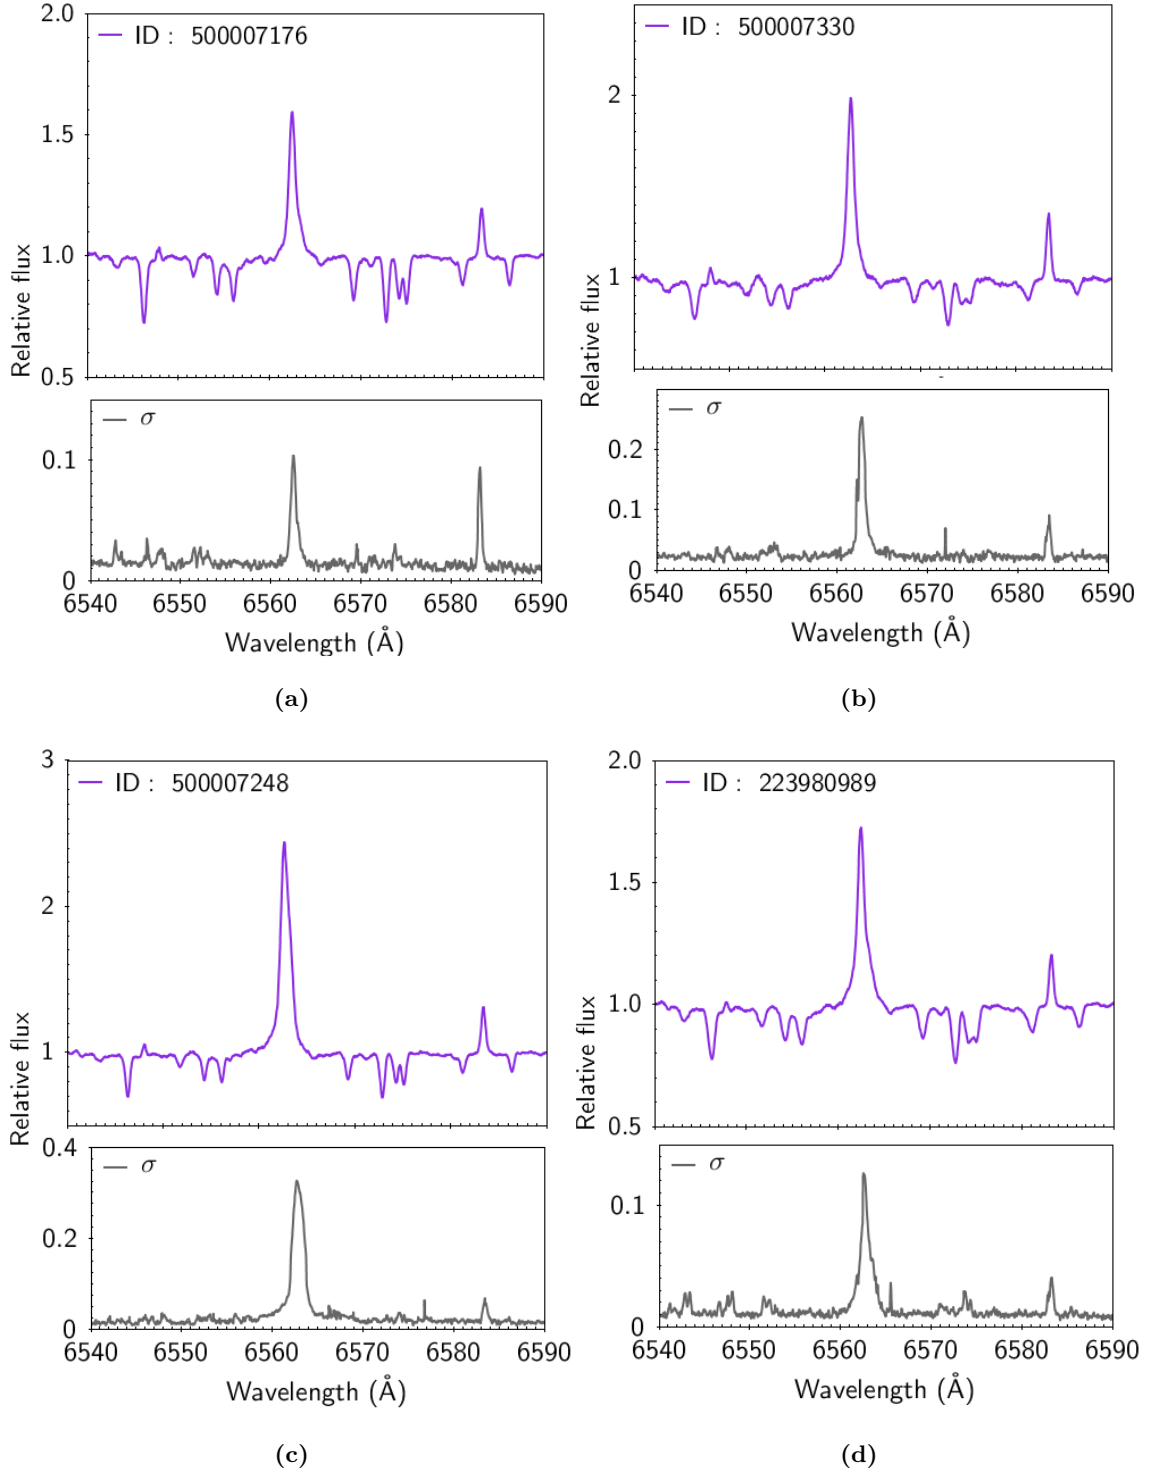 ID : 500007176
2.0
1.5
1.0
0.5
Relative flux
σ
0.1
0
6540 6550 6560 6570 6580 6590
Wavelength (Å)
(a)
ID : 500007330
2
1
Relative flux
σ
0.2
0.1
0
6540 6550 6560 6570 6580 6590
Wavelength (Å)
(b)
ID : 500007248
3
2
1
Relative flux
σ
0.4
0.2
0
6540 6550 6560 6570 6580 6590
Wavelength (Å)
(c)
ID : 223980989
2.0
1.5
1.0
0.5
Relative flux
σ
0.1
0
6540 6550 6560 6570 6580 6590
Wavelength (Å)
(d)